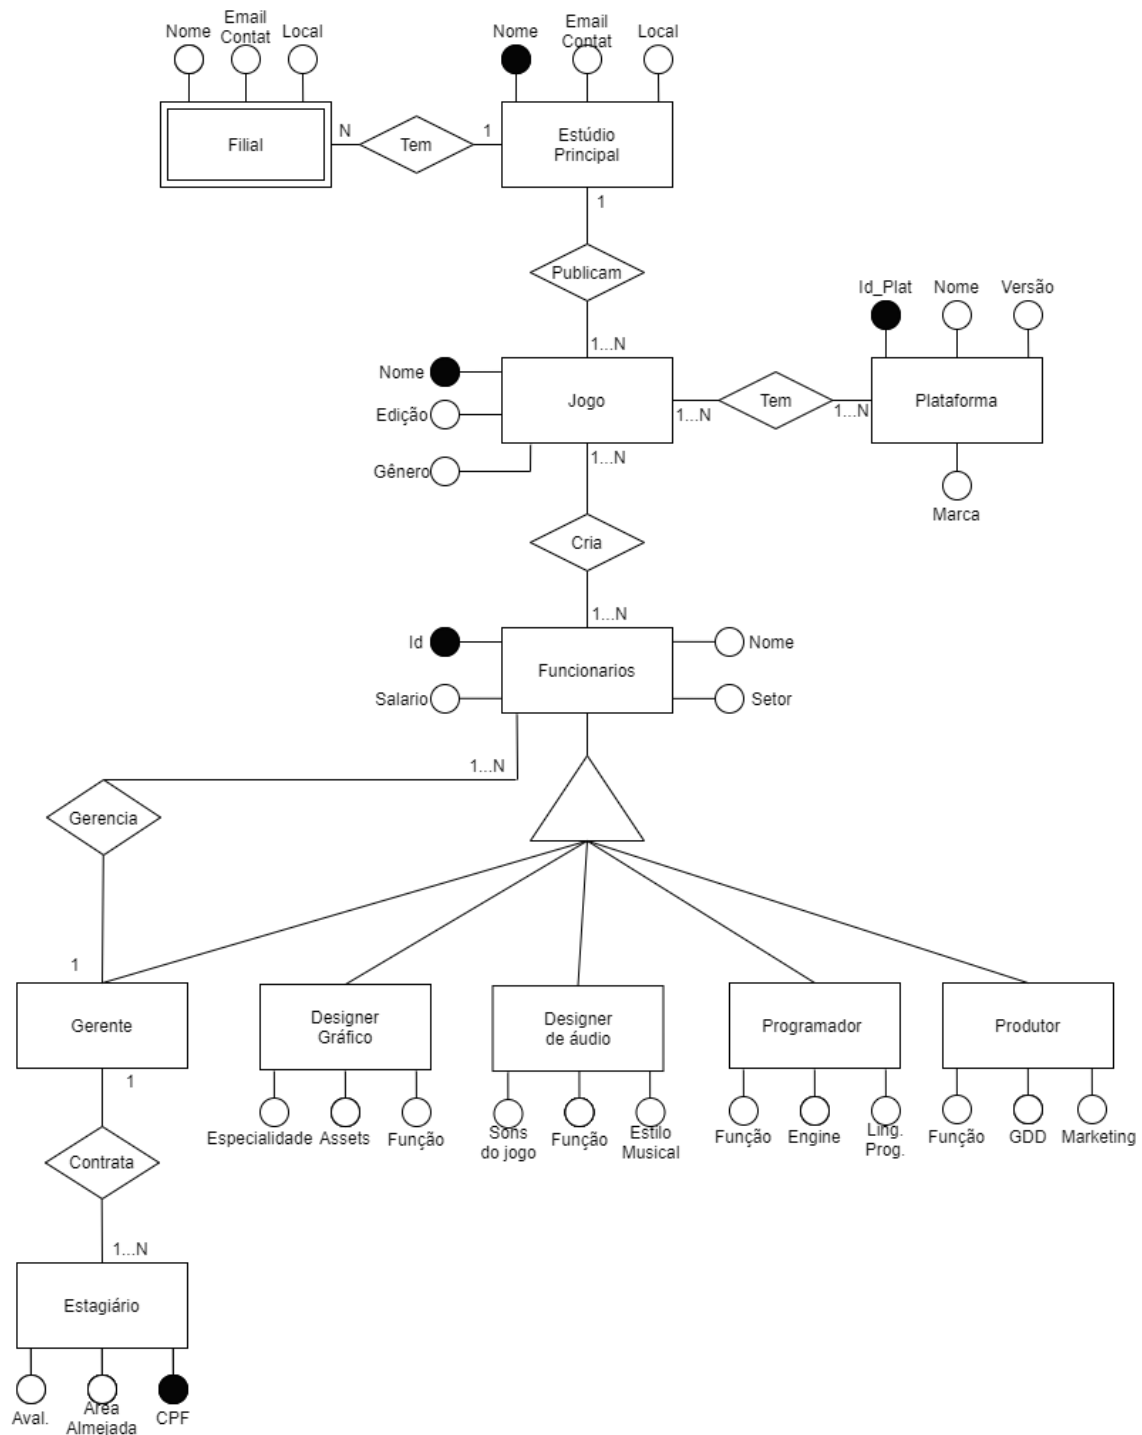 Nome
Email
Contat
Local
Nome
Email
Contat
Local
Filial
N
Tem
1
Estúdio
Principal
1
Publicam
1...N
Id_Plat
Nome
Versão
Nome
Edição
Gênero
Jogo
1...N
Tem
1...N
Plataforma
Marca
1...N
Cria
1...N
Id
Salario
Funcionarios
Nome
Setor
1...N
Gerencia
1
Gerente
Designer
Gráfico
Designer
de áudio
Programador
Produtor
1
Especialidade
Assets
Função
Sons
do jogo
Função
Estilo
Musical
Função
Engine
Ling.
Prog.
Função
GDD
Marketing
Contrata
1...N
Estagiário
Aval.
Area
Almejada
CPF